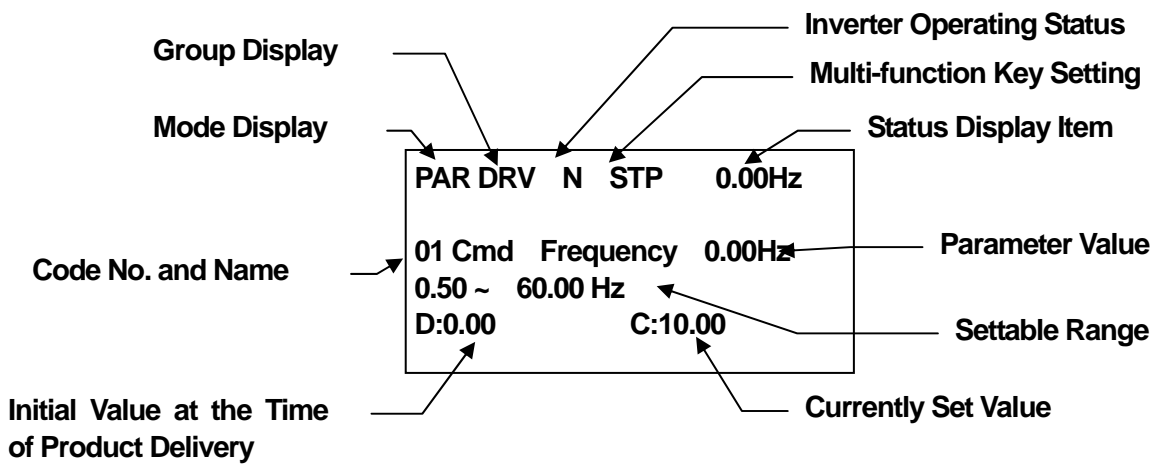 Inverter Operating Status
Group Display
Multi-function Key Setting
Mode Display
Status Display Item
PAR DRV N STP 0.00Hz
01 Cmd Frequency 0.00Hz
Parameter Value
Code No. and Name
0.50 ~ 60.00 Hz
D:0.00 C:10.00
Settable Range
Initial Value at the Time
of Product Delivery
Currently Set Value